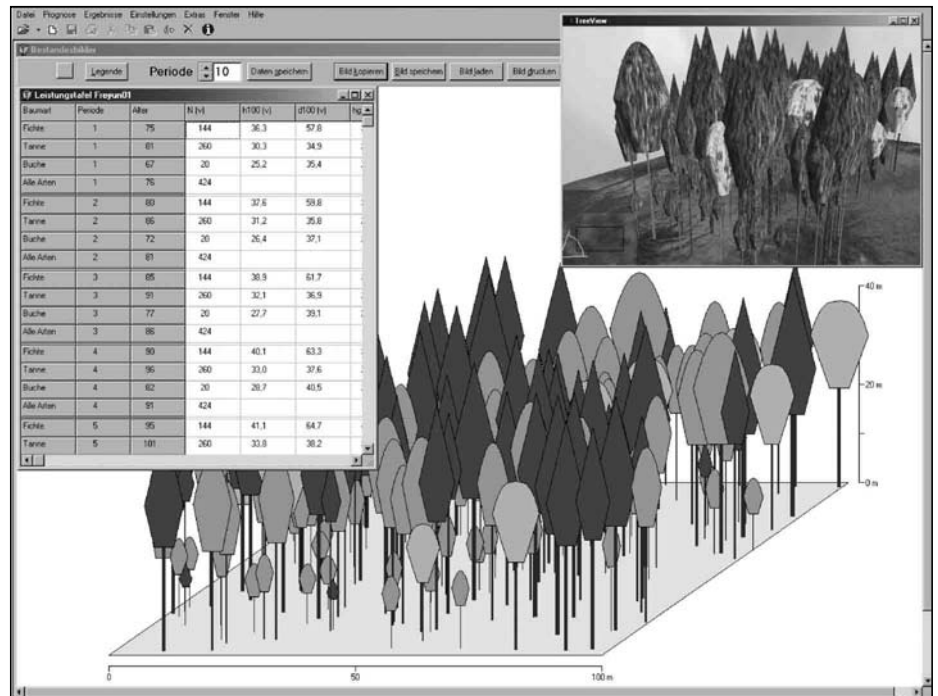 Datei Prognose Ergebnisse Einstellungen Extras Fenster Hilfe
Bestandesbilder
Legende Periode 10 Daten speichern Bild kopieren Bild speichern Bild laden Bild drucken
TreeView
Leistungstafel Freyun01
Baumart Periode Alter N (v) h100 (v) d100 (v) hg
Fichte 1 75 144 36,3 57,8
Tanne 1 81 260 30,3 34,9
Buche 1 67 20 25,2 35,4
Alle Arten 1 76 424
Fichte 2 80 144 37,6 59,8
Tanne 2 86 260 31,2 35,8
Buche 2 72 20 26,4 37,1
Alle Arten 2 81 424
Fichte 3 85 144 38,9 61,7
Tanne 3 91 260 32,1 36,9
Buche 3 77 20 27,7 39,1
Alle Arten 3 86 424
Fichte 4 90 144 40,1 63,3
Tanne 4 96 260 33,0 37,6
Buche 4 82 20 28,7 40,5
Alle Arten 4 91 424
Fichte 5 95 144 41,1 64,7
Tanne 5 101 260 33,8 38,2
40 m
20 m
0 m
0 50 100 m